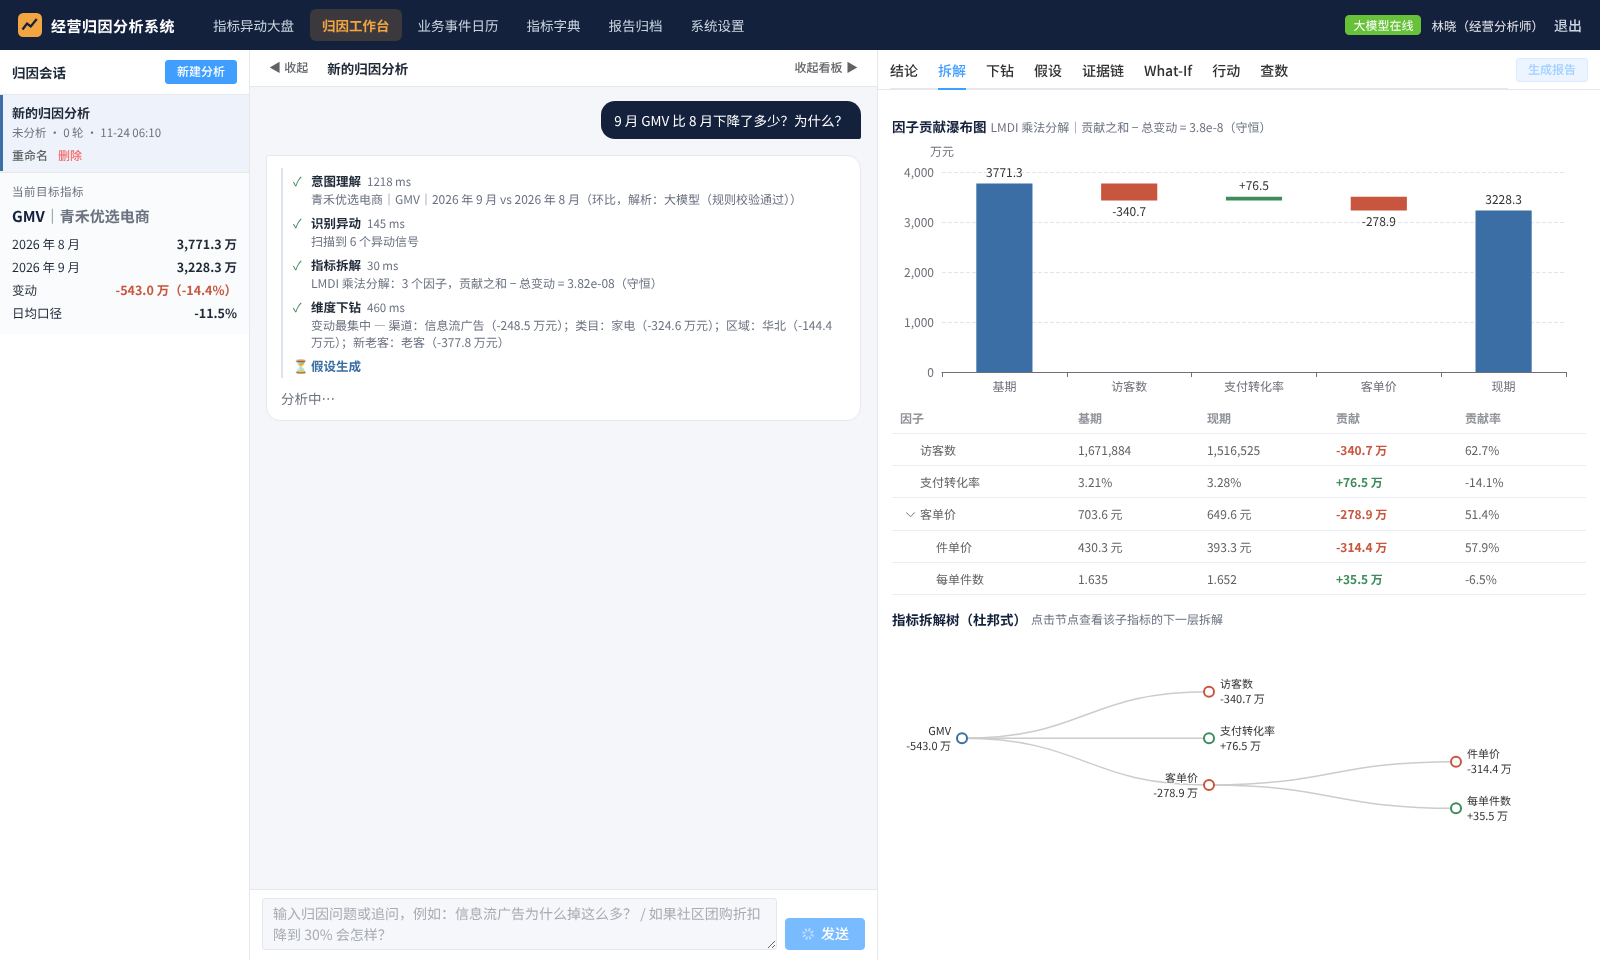 经营归因分析系统
指标异动大盘
归因工作台
业务事件日历
指标字典
报告归档
系统设置
大模型在线
林晓（经营分析师）
退出
归因会话
新建分析
新的归因分析
未分析 · 0 轮 · 11-24 06:10
重命名 删除
当前目标指标
GMV | 青禾优选电商
2026 年 8 月 3,771.3 万
2026 年 9 月 3,228.3 万
变动 -543.0 万（-14.4%）
日均口径 -11.5%
◀ 收起
新的归因分析
收起看板 ▶
9 月 GMV 比 8 月下降了多少？为什么？
✓ 意图理解 1218 ms
青禾优选电商｜GMV｜2026 年 9 月 vs 2026 年 8 月（环比，解析：大模型（规则校验通过））
✓ 识别异动 145 ms
扫描到 6 个异动信号
✓ 指标拆解 30 ms
LMDI 乘法分解：3 个因子，贡献之和 − 总变动 = 3.82e-08（守恒）
✓ 维度下钻 460 ms
变动最集中 — 渠道：信息流广告（-248.5 万元）；类目：家电（-324.6 万元）；区域：华北（-144.4
万元）；新老客：老客（-377.8 万元）
⏳ 假设生成
分析中···
输入归因问题或追问，例如：信息流广告为什么掉这么多？ / 如果社区团购折扣
降到 30% 会怎样？
发送
结论
拆解
下钻
假设
证据链
What-If
行动
查数
生成报告
因子贡献瀑布图 LMDI 乘法分解｜贡献之和 − 总变动 = 3.8e-8（守恒）
万元
4,000
3,000
2,000
1,000
0
3771.3
-340.7
+76.5
-278.9
3228.3
基期
访客数
支付转化率
客单价
现期
因子 基期 现期 贡献 贡献率
访客数 1,671,884 1,516,525 -340.7 万 62.7%
支付转化率 3.21% 3.28% +76.5 万 -14.1%
客单价 703.6 元 649.6 元 -278.9 万 51.4%
件单价 430.3 元 393.3 元 -314.4 万 57.9%
每单件数 1.635 1.652 +35.5 万 -6.5%
指标拆解树（杜邦式） 点击节点查看该子指标的下一层拆解
GMV
-543.0 万
访客数
-340.7 万
支付转化率
+76.5 万
客单价
-278.9 万
件单价
-314.4 万
每单件数
+35.5 万